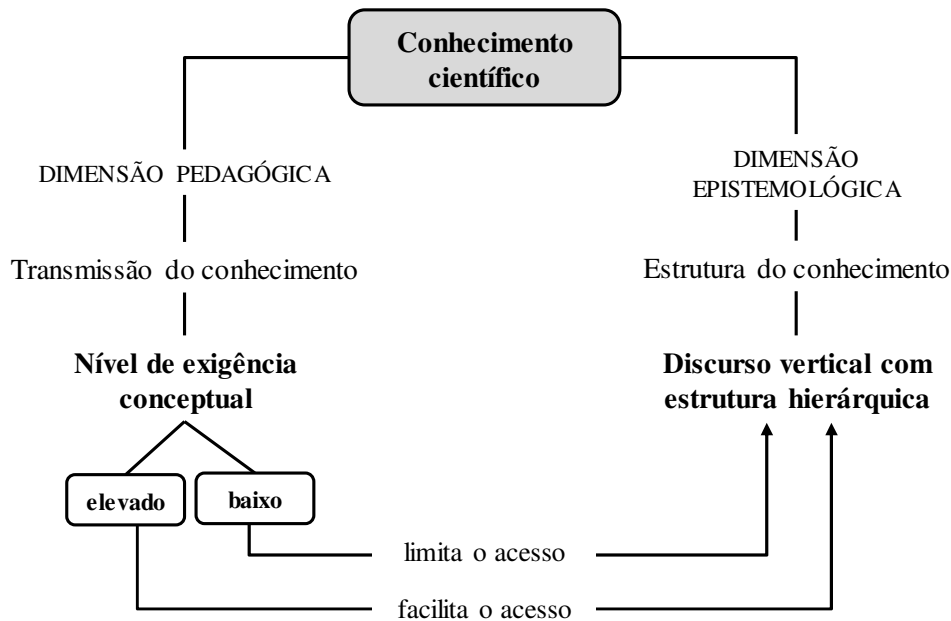 Conhecimento
científico
DIMENSÃO PEDAGÓGICA
DIMENSÃO
EPISTEMOLÓGICA
Transmissão do conhecimento
Estrutura do conhecimento
Nível de exigência
conceptual
Discurso vertical com
estrutura hierárquica
elevado
baixo
limita o acesso
facilita o acesso